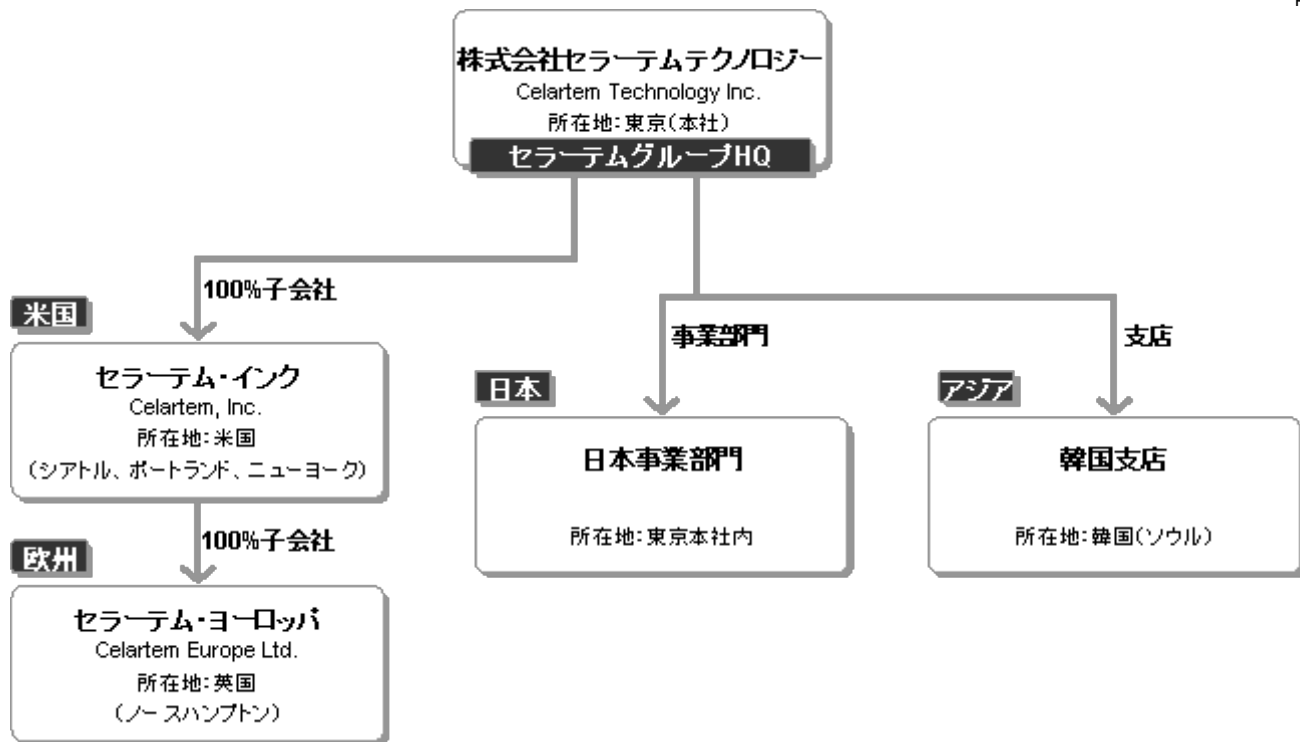 株式会社セラーテムテクノロジー
Celartem Technology Inc.
所在地:東京(本社)
セラーテムグループHQ
100%子会社
米国
セラーテム・インク
Celartem, Inc.
所在地:米国
(シアトル、ポートランド、ニューヨーク)
100%子会社
欧州
セラーテム・ヨーロッパ
Celartem Europe Ltd.
所在地:英国
(ノースハンプトン)
事業部門
日本
日本事業部門
所在地:東京本社内
支店
アジア
韓国支店
所在地:韓国(ソウル)